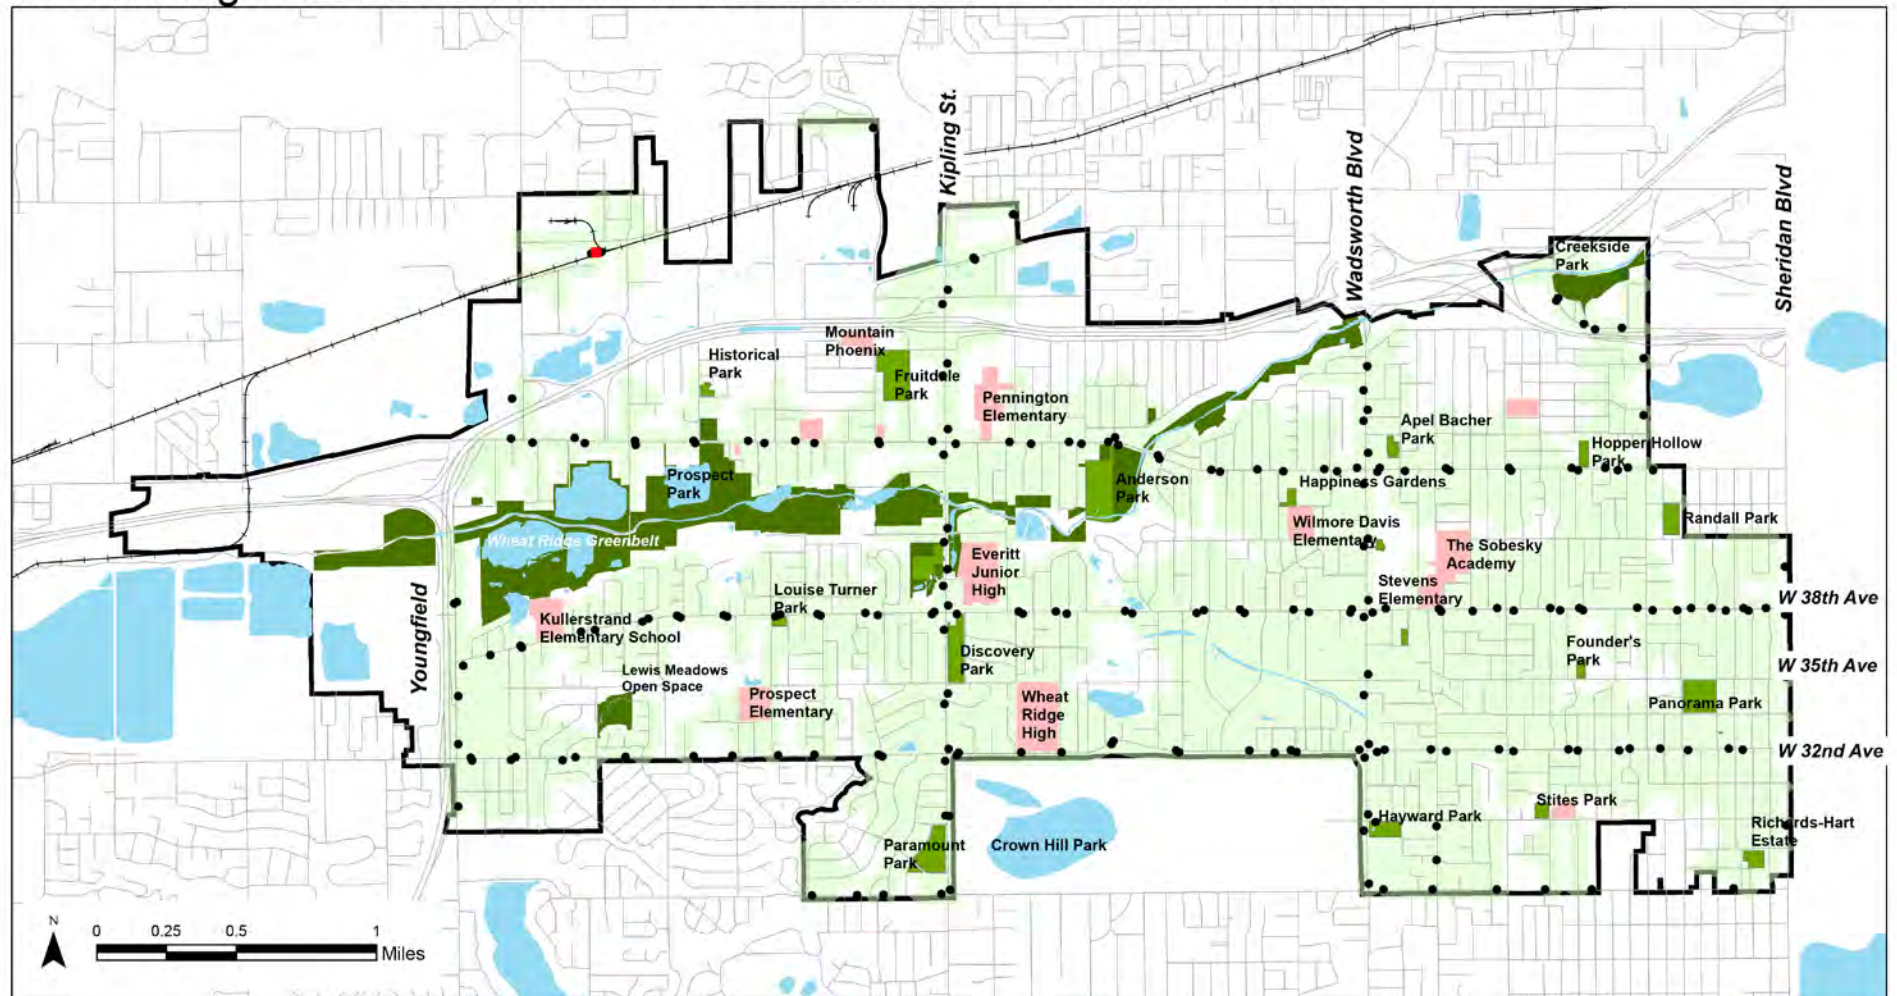 Kipling St.
Wadsworth Blvd
Sheridan Blvd
Creekside
Park
Mountain
Phoenix
Historical
Park
Fruitdale
Park
Pennington
Elementary
Apel Bacher
Park
Hopper Hollow
Park
Prospect
Park
Anderson
Park
Happiness Gardens
Randall Park
Wilmore Davis
Elementary
Wheat Ridge Greenbelt
The Sobesky
Academy
Everitt
Junior
High
Stevens
Elementary
Louise Turner
Park
W 38th Ave
Kullerstrand
Elementary School
Youngfield
Discovery
Park
Founder's
Park
W 35th Ave
Lewis Meadows
Open Space
Prospect
Elementary
Wheat
Ridge
High
Panorama Park
W 32nd Ave
Hayward Park
Stites Park
Richards-Hart
Estate
Paramount
Park
Crown Hill Park
N
0 0.25 0.5 1
Miles